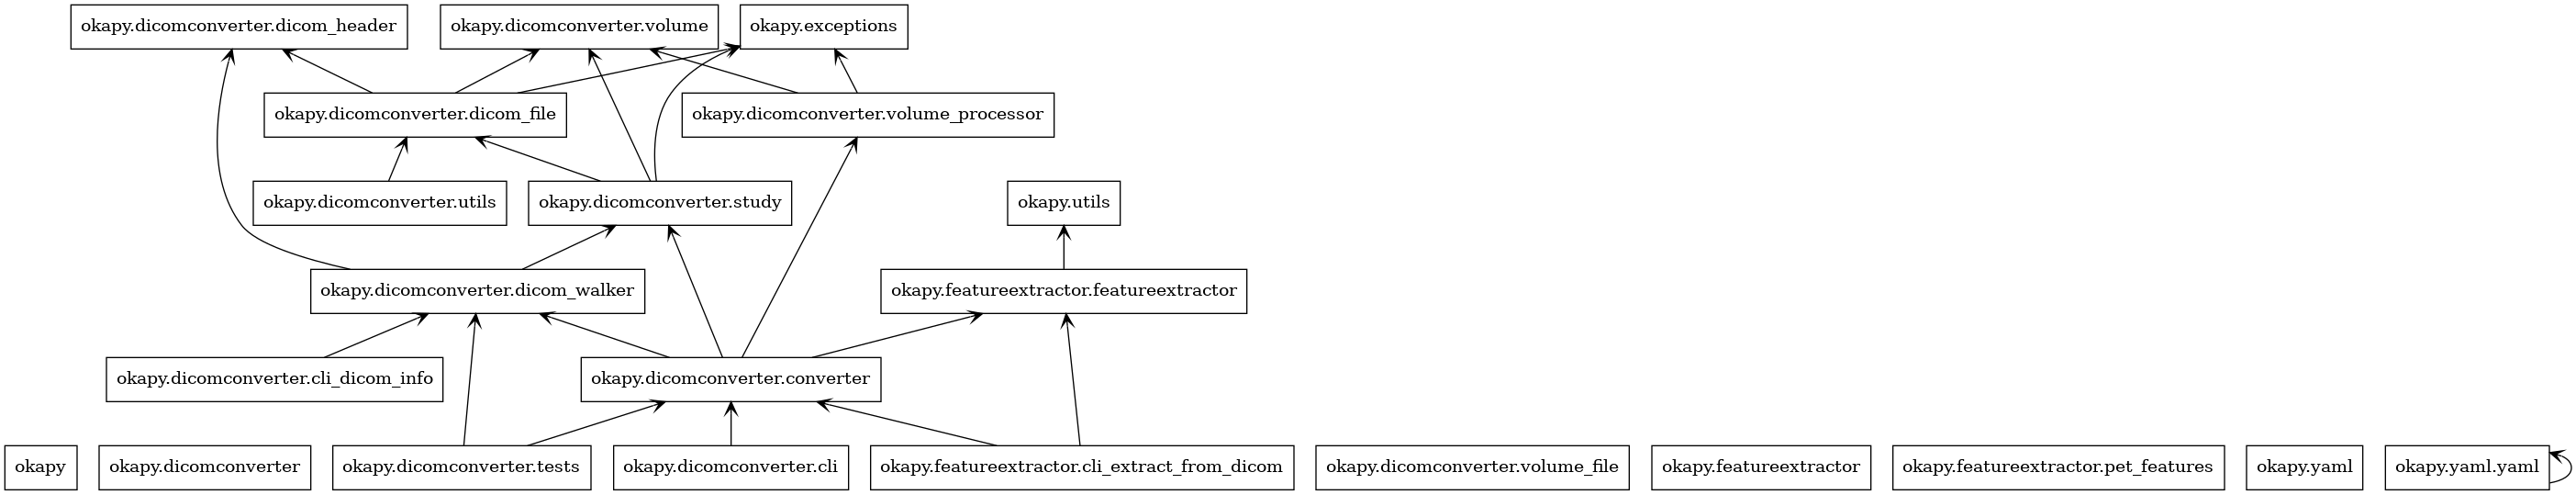 okapy.dicomconverter.dicom_header
okapy.dicomconverter.volume
okapy.exceptions
okapy.dicomconverter.dicom_file
okapy.dicomconverter.volume_processor
okapy.dicomconverter.utils
okapy.dicomconverter.study
okapy.utils
okapy.dicomconverter.dicom_walker
okapy.featureextractor.featureextractor
okapy.dicomconverter.cli_dicom_info
okapy.dicomconverter.converter
okapy
okapy.dicomconverter
okapy.dicomconverter.tests
okapy.dicomconverter.cli
okapy.featureextractor.cli_extract_from_dicom
okapy.dicomconverter.volume_file
okapy.featureextractor
okapy.featureextractor.pet_features
okapy.yaml
okapy.yaml.yaml